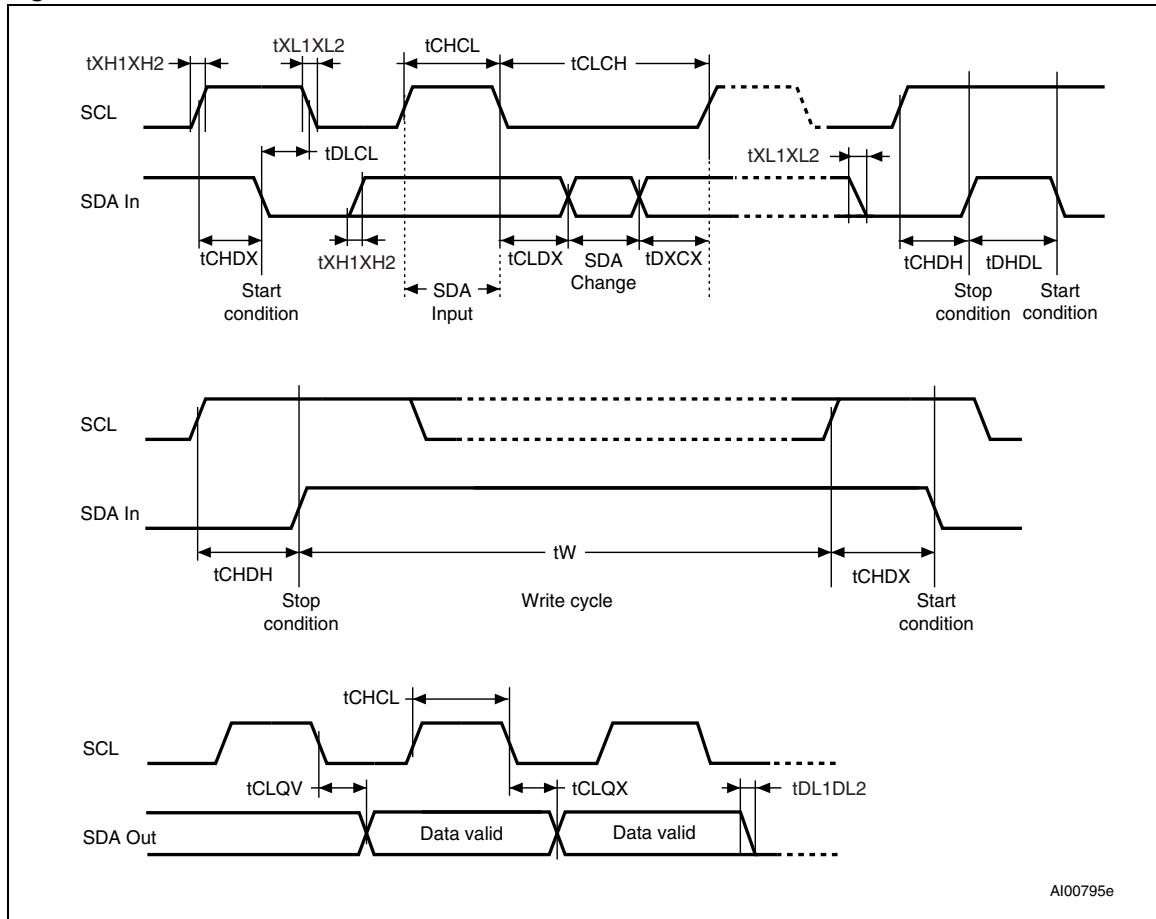 tXH1XH2
tXL1XL2
tCHCL
tCLCH
SCL
tDLCL
tXL1XL2
SDA In
tCHDX
tXH1XH2
tCLDX
SDA
Change
tDXCX
tCHDH
tDHDL
Start
condition
SDA
Input
Stop
condition
Start
condition
SCL
SDA In
tCHDH
tW
tCHDX
Stop
condition
Write cycle
Start
condition
tCHCL
SCL
tCLQV
tCLQX
tDL1DL2
SDA Out
Data valid
Data valid
AI00795e